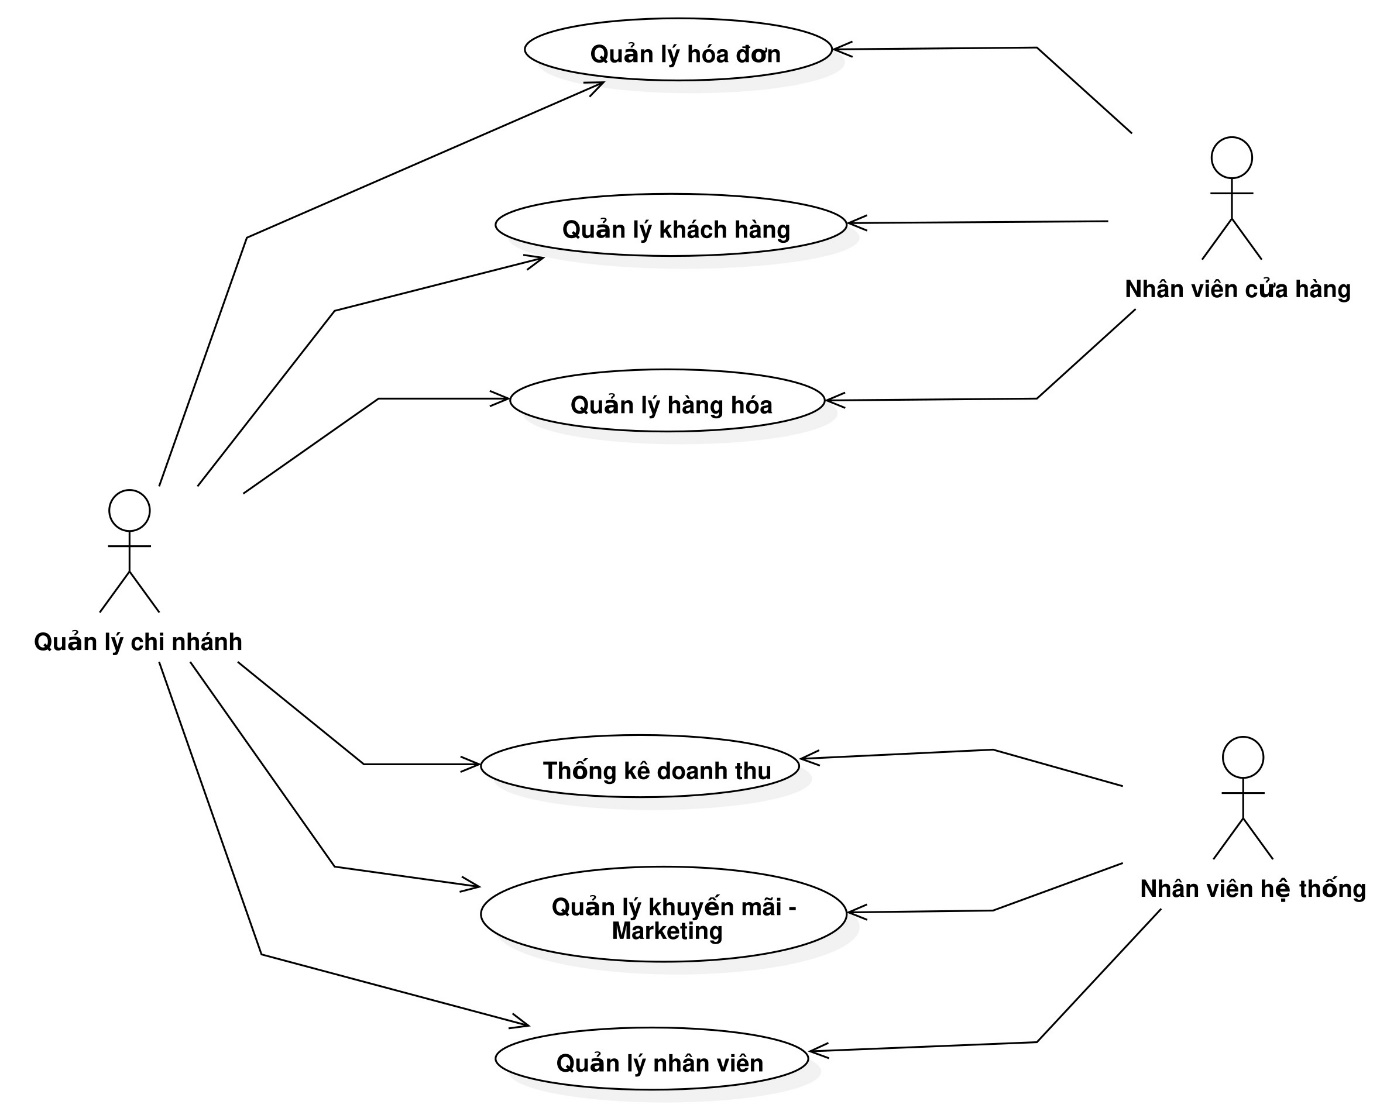 Quản lý hóa đơn
Quản lý khách hàng
Nhân viên cửa hàng
Quản lý hàng hóa
Quản lý chi nhánh
Thống kê doanh thu
Nhân viên hệ thống
Quản lý khuyến mãi -
Marketing
Quản lý nhân viên